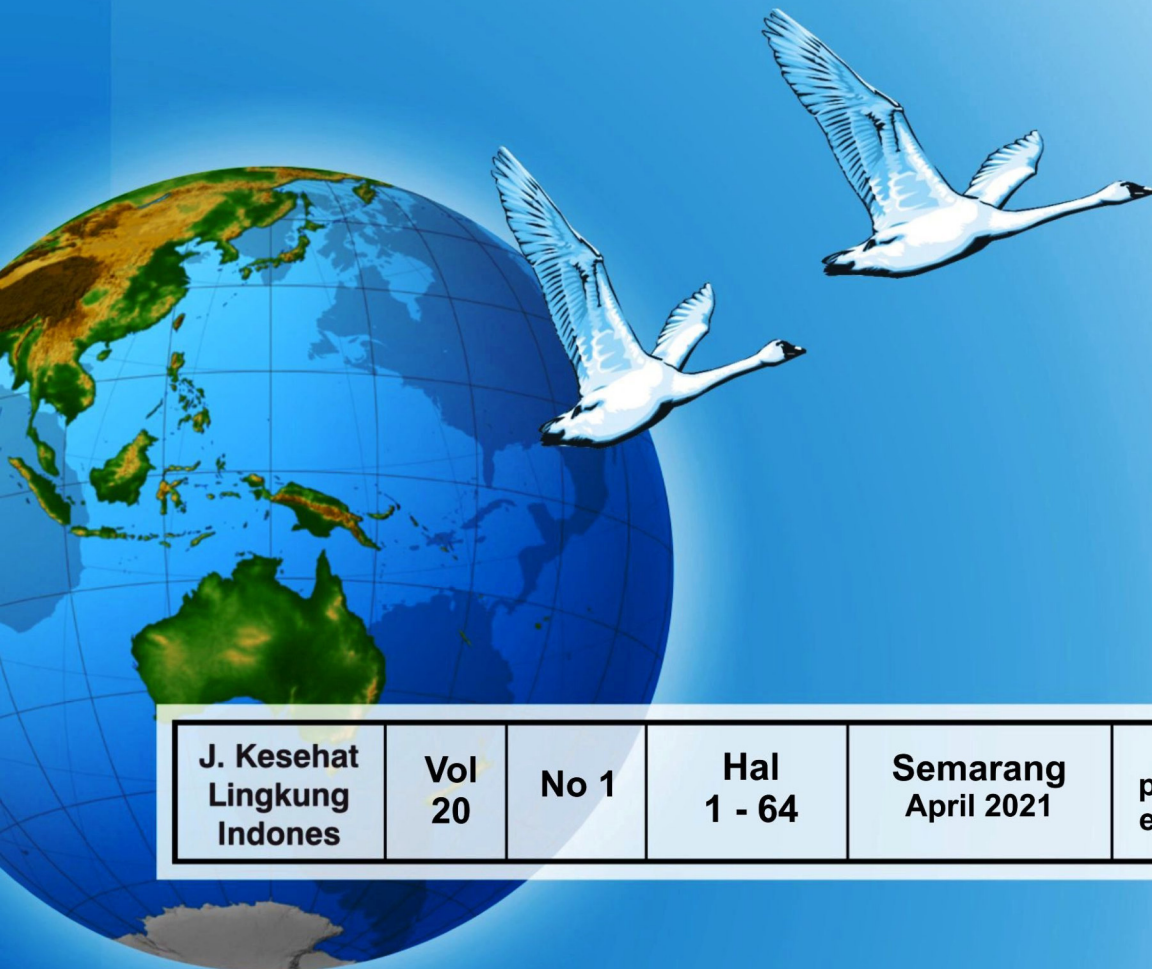 J. Kesehat
Lingkung
Indones
Vol
20
No 1
Hal
1 - 64
Semarang
April 2021